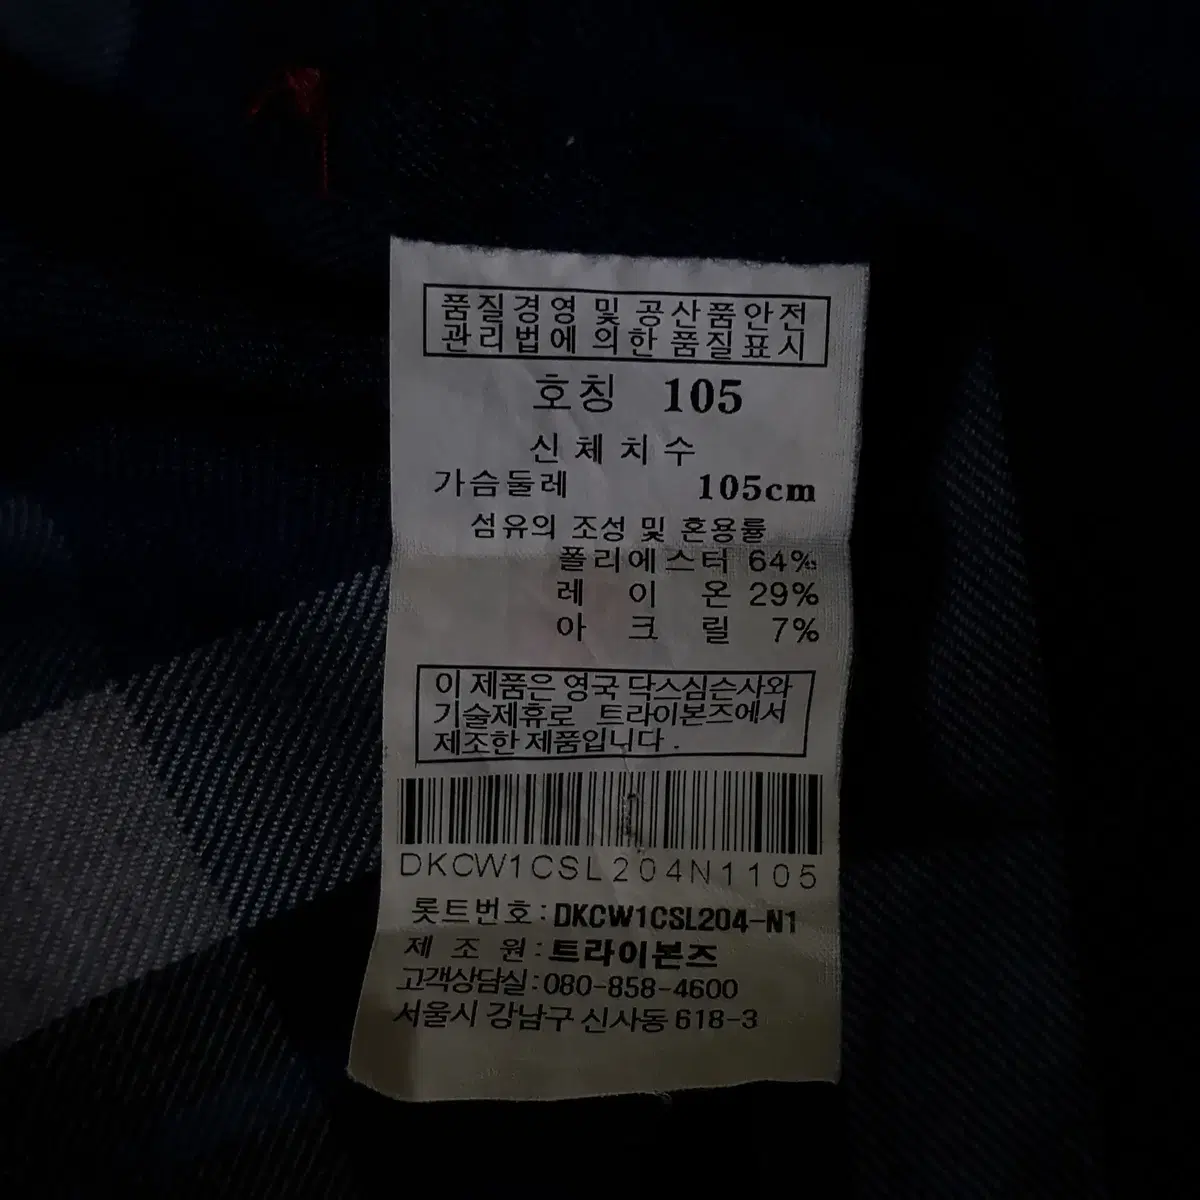 품질경영 및 공산품안전
관리법에 의한 품질표시
호칭 105
신체치수
가슴둘레 105cm
섬유의 조성 및 혼용률
폴리에스터 64%
레이온 29%
아크릴 7%
이 제품은 영국 닥스심슨사와
기술제휴로 트라이본즈에서
제조한 제품입니다.
DKCW1CSL204N1105
롯트번호:DKCW1CSL204-N1
제조원:트라이본즈
고객상담실:080-858-4600
서울시 강남구 신사동 618-3